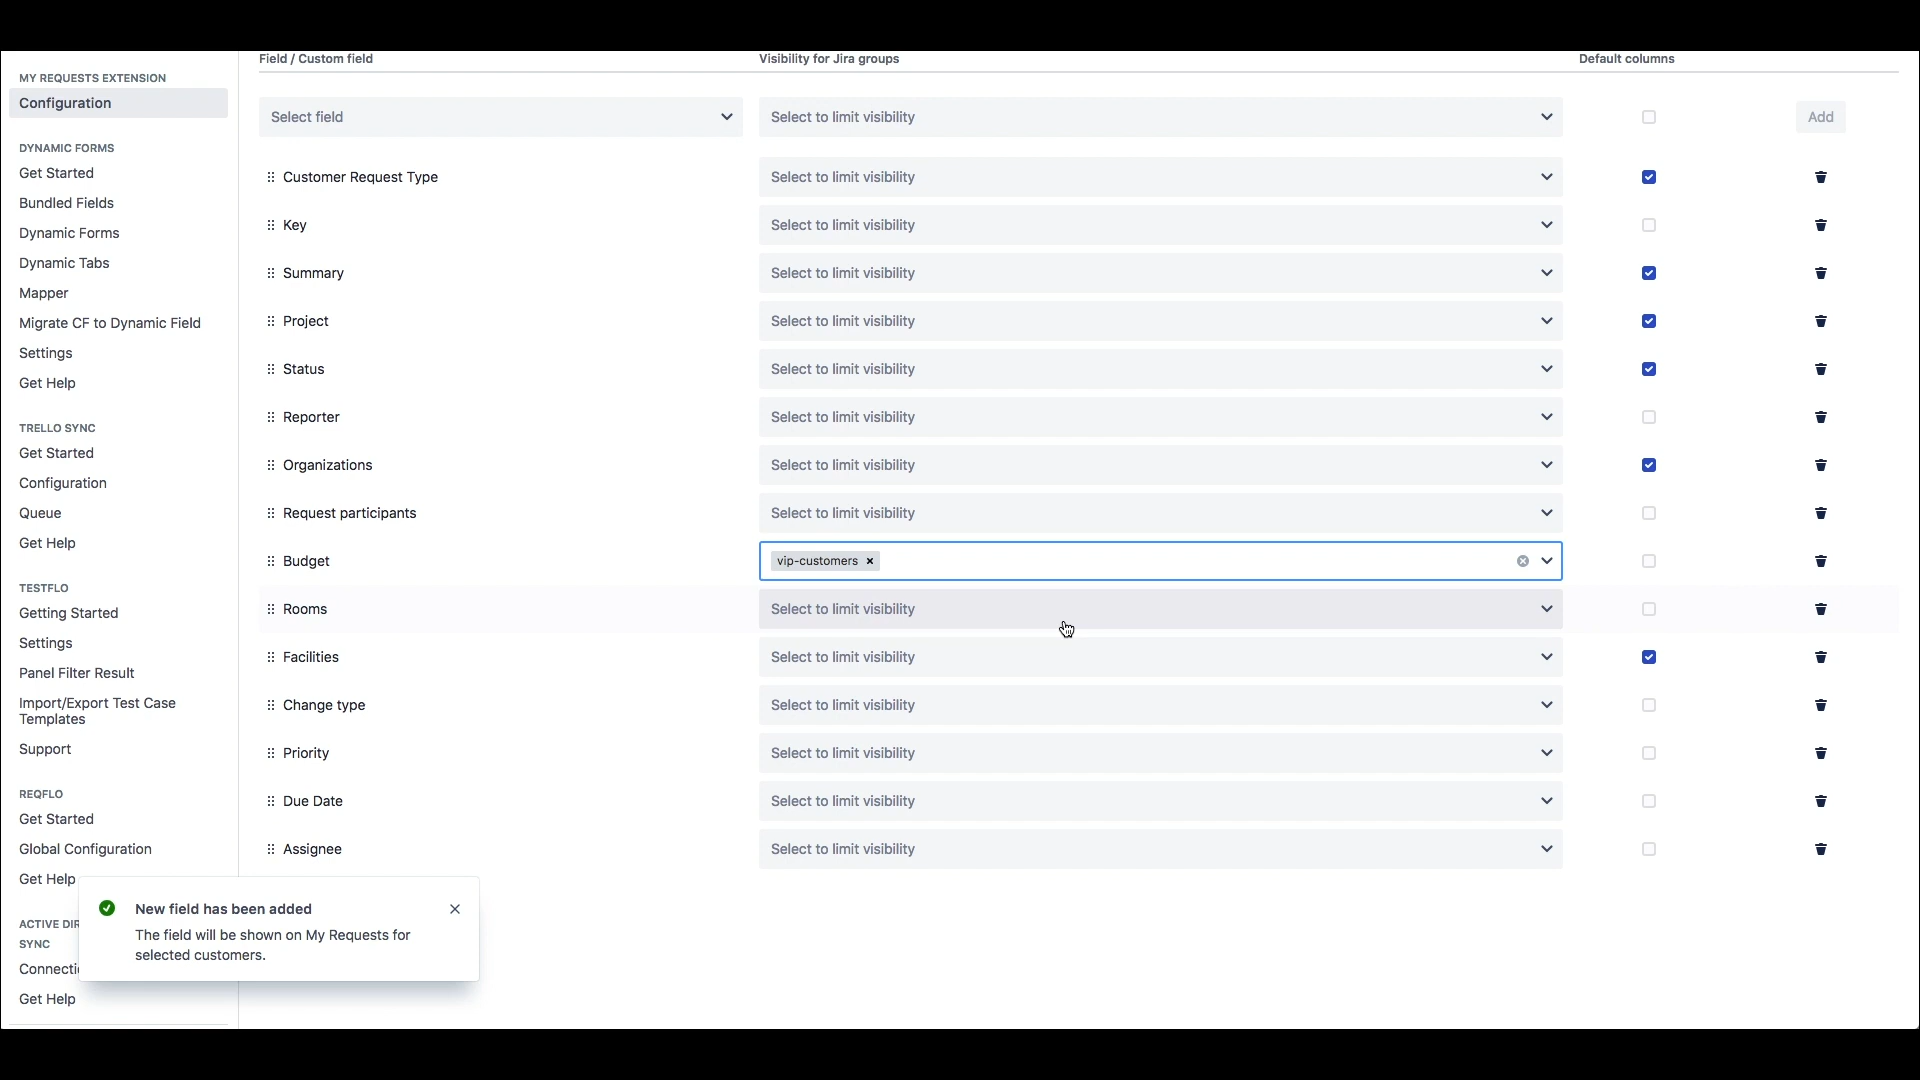 Field / Custom field
Visibility for Jira groups
Default columns
MY REQUESTS EXTENSION
Configuration
DYNAMIC FORMS
Get Started
Bundled Fields
Dynamic Forms
Dynamic Tabs
Mapper
Migrate CF to Dynamic Field
Settings
Get Help
TRELLO SYNC
Get Started
Configuration
Queue
Get Help
TESTFLO
Getting Started
Settings
Panel Filter Result
Import/Export Test Case
Templates
Support
REQFLO
Get Started
Global Configuration
Get Help
ACTIVE DIR
SYNC
Connecti
Get Help
Select field
Select to limit visibility
Add
Customer Request Type
Select to limit visibility
Key
Select to limit visibility
Summary
Select to limit visibility
Project
Select to limit visibility
Status
Select to limit visibility
Reporter
Select to limit visibility
Organizations
Select to limit visibility
Request participants
Select to limit visibility
Budget
vip-customers
Rooms
Select to limit visibility
Facilities
Select to limit visibility
Change type
Select to limit visibility
Priority
Select to limit visibility
Due Date
Select to limit visibility
Assignee
Select to limit visibility
New field has been added
The field will be shown on My Requests for
selected customers.